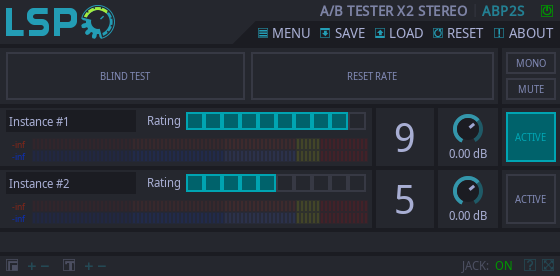 LSP
A/B TESTER X2 STEREO ABP2S
MENU SAVE LOAD RESET ABOUT
BLIND TEST RESET RATE MONO
MUTE
Instance #1 Rating 9 0.00 dB ACTIVE
-inf
-inf
Instance #2 Rating 5 0.00 dB ACTIVE
-inf
-inf
JACK: ON